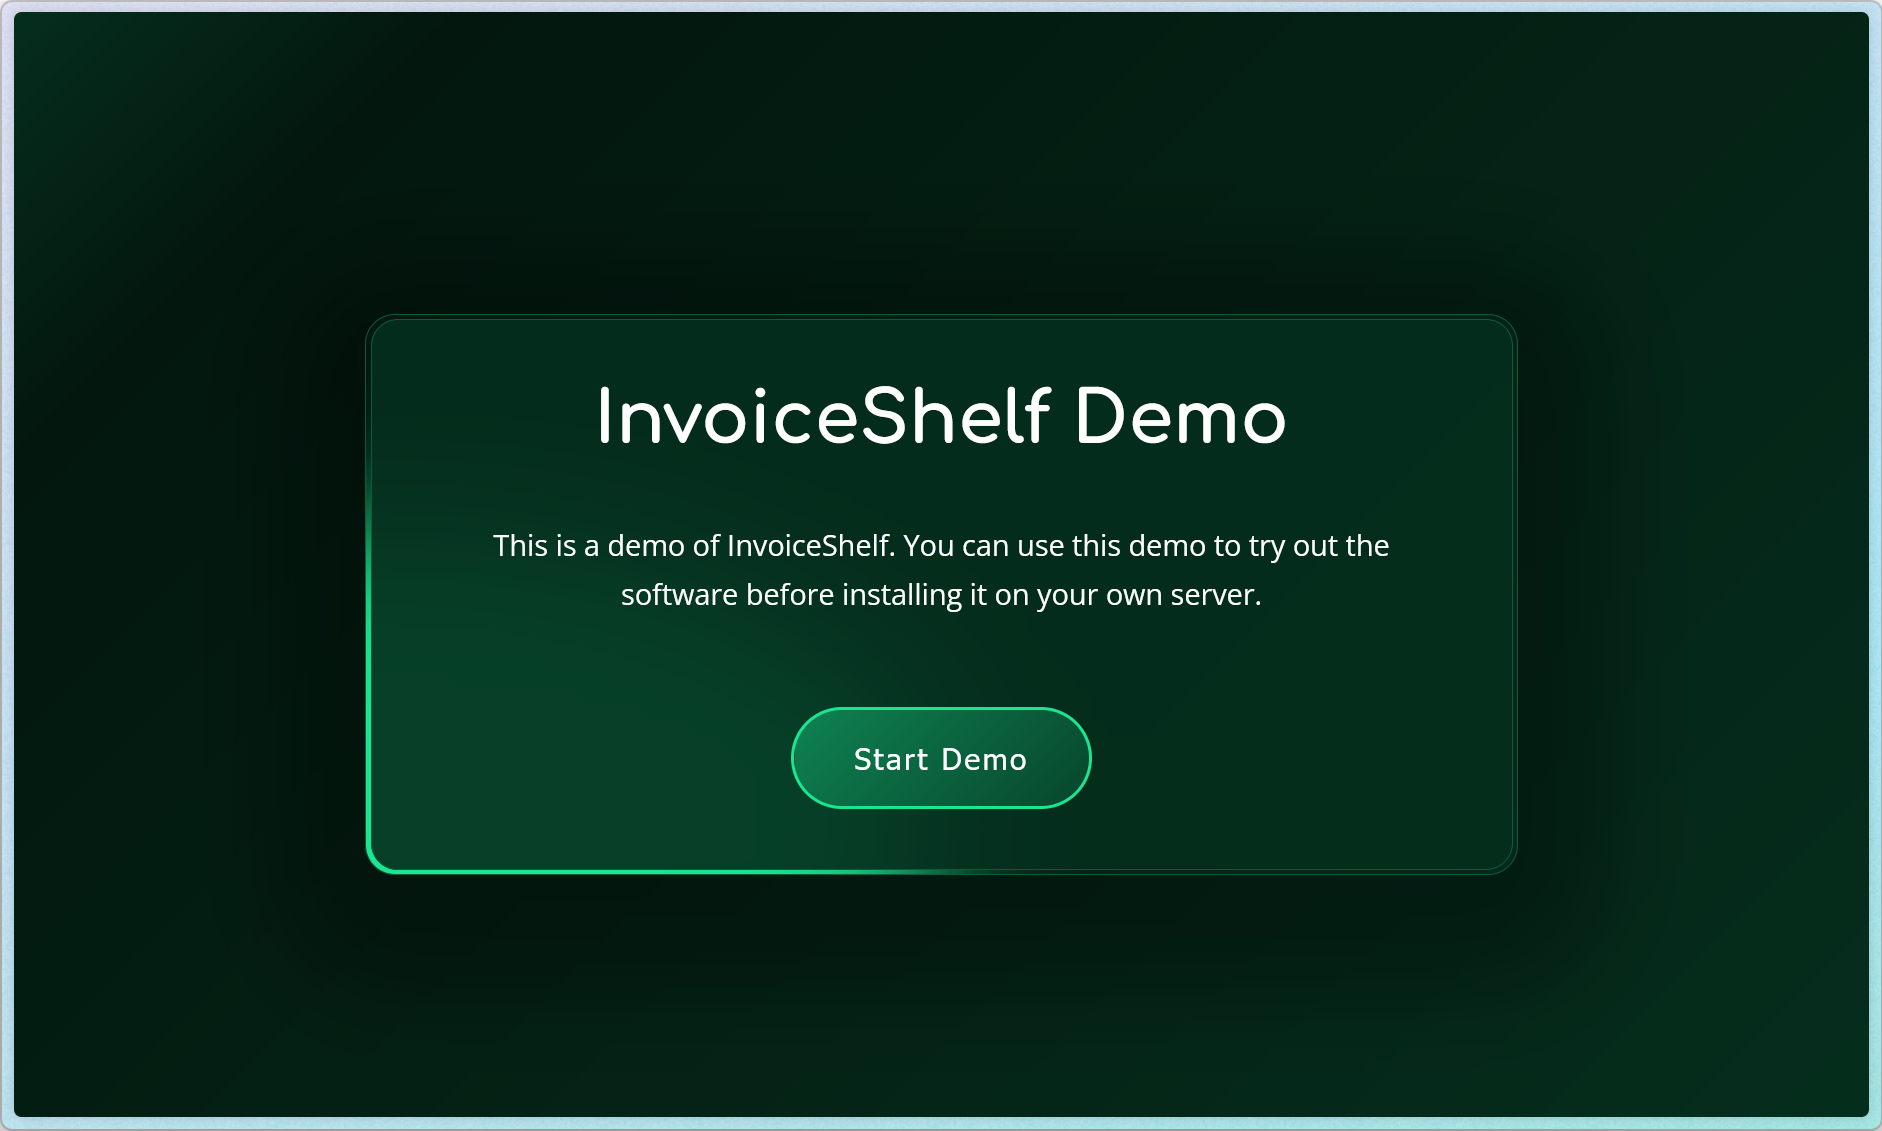 InvoiceShelf Demo
This is a demo of InvoiceShelf. You can use this demo to try out the
software before installing it on your own server.
Start Demo